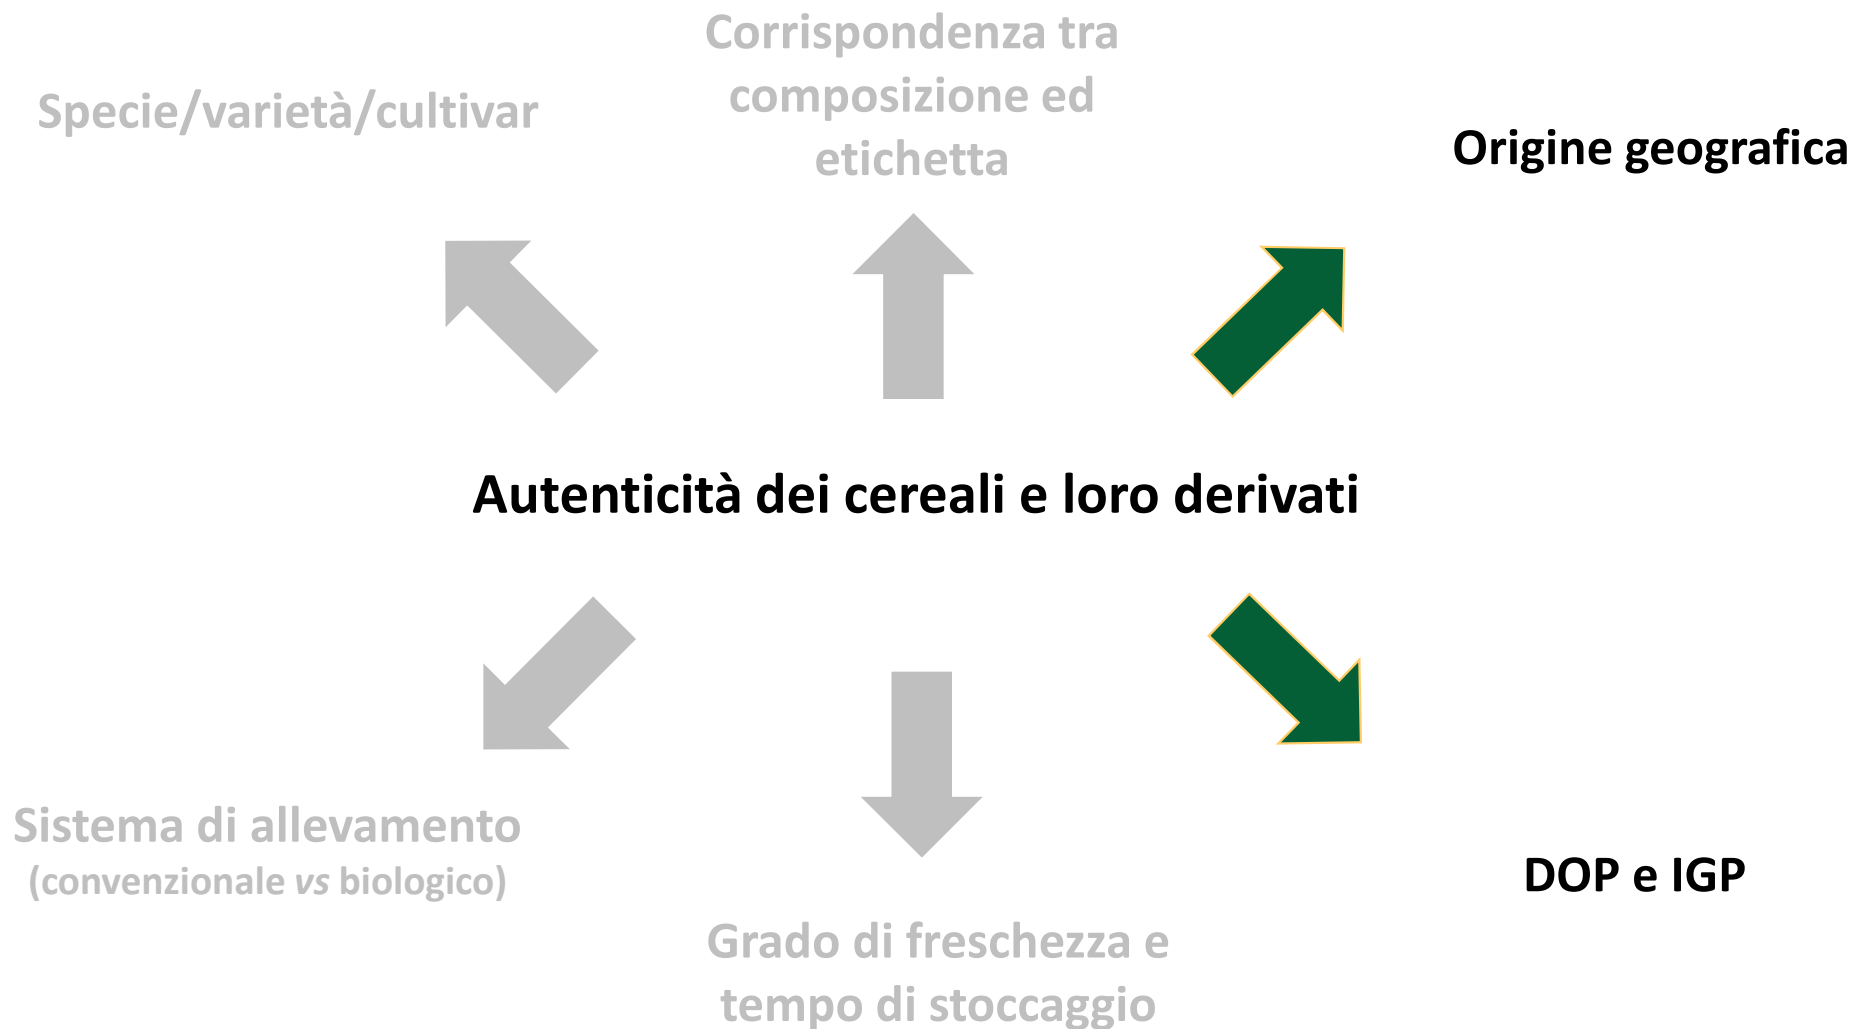 Corrispondenza tra
composizione ed
etichetta
Specie/varietà/cultivar
Origine geografica
Autenticità dei cereali e loro derivati
Sistema di allevamento
(convenzionale vs biologico)
DOP e IGP
Grado di freschezza e
tempo di stoccaggio